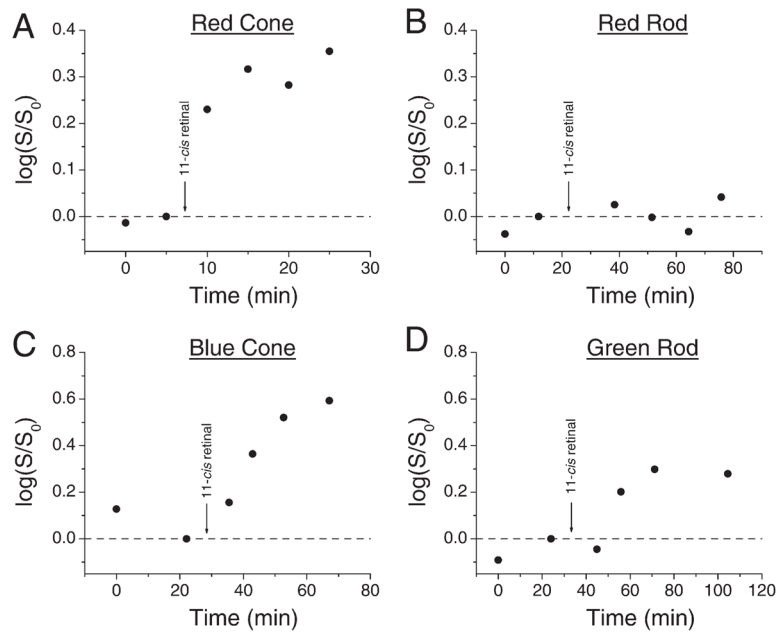 A
Red Cone
0.4
0.3
0.2
0.1
0.0
log(S/S0)
11-cis retinal
0
10
20
30
Time (min)
B
Red Rod
0.4
0.3
0.2
0.1
0.0
log(S/S0)
11-cis retinal
0
20
40
60
80
Time (min)
C
Blue Cone
0.8
0.6
0.4
0.2
0.0
log(S/S0)
11-cis retinal
0
20
40
60
80
Time (min)
D
Green Rod
0.8
0.6
0.4
0.2
0.0
log(S/S0)
11-cis retinal
0
20
40
60
80
100
120
Time (min)